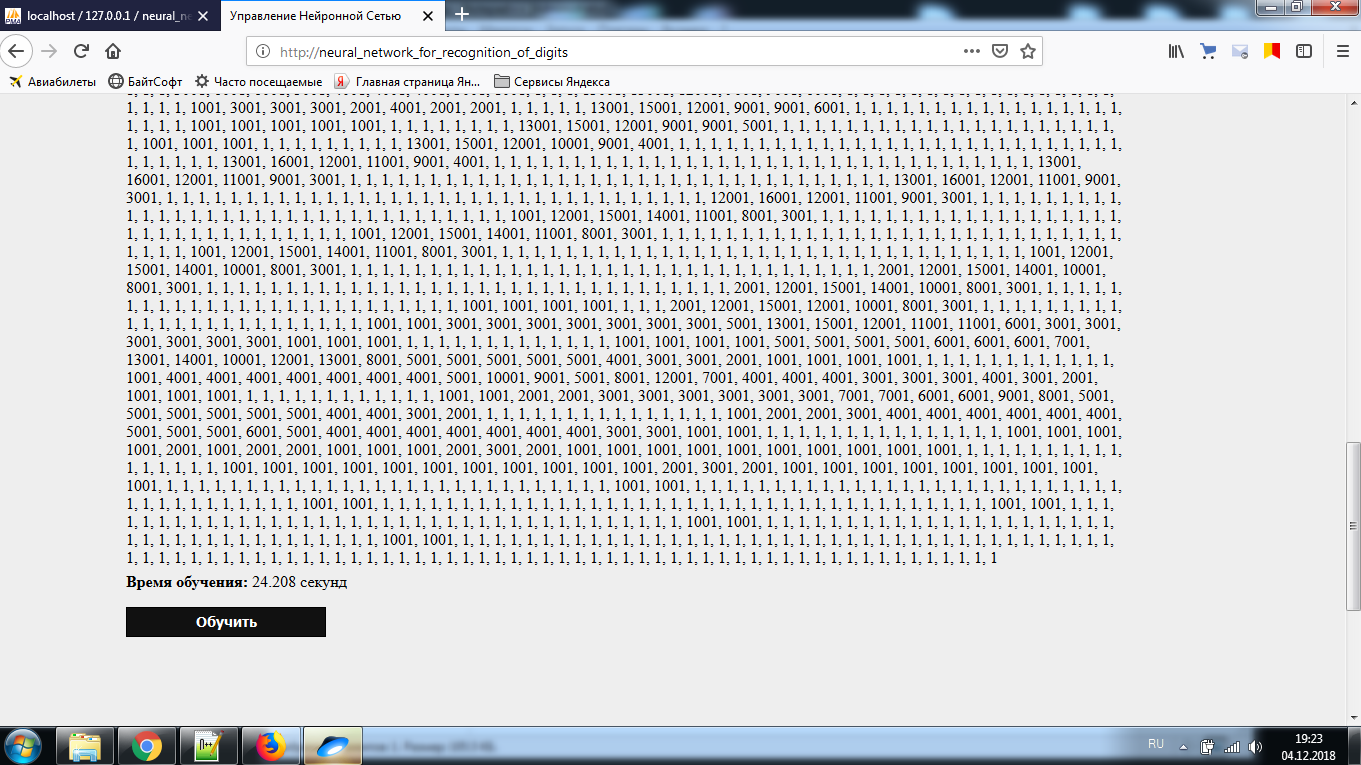 localhost / 127.0.0.1 / neural_ne
Управление Нейронной Сетью
http://neural_network_for_recognition_of_digits
Авиабилеты БайтСофт Часто посещаемые Главная страница Ян... Сервисы Яндекса
1, 1, 1, 1, 1001, 3001, 3001, 3001, 2001, 4001, 2001, 2001, 1, 1, 1, 1, 1, 13001, 15001, 12001, 9001, 9001, 6001, 1, 1, 1, 1, 1, 1, 1, 1, 1, 1, 1, 1, 1, 1, 1, 1, 1,
1, 1, 1, 1, 1001, 1001, 1001, 1001, 1001, 1, 1, 1, 1, 1, 1, 1, 1, 13001, 15001, 12001, 9001, 9001, 5001, 1, 1, 1, 1, 1, 1, 1, 1, 1, 1, 1, 1, 1, 1, 1, 1, 1, 1, 1, 1, 1,
1, 1001, 1001, 1001, 1, 1, 1, 1, 1, 1, 1, 1, 1, 13001, 15001, 12001, 10001, 9001, 4001, 1, 1, 1, 1, 1, 1, 1, 1, 1, 1, 1, 1, 1, 1, 1, 1, 1, 1, 1, 1, 1, 1, 1, 1, 1, 1, 1, 1,
1, 1, 1, 1, 1, 1, 13001, 16001, 12001, 11001, 9001, 4001, 1, 1, 1, 1, 1, 1, 1, 1, 1, 1, 1, 1, 1, 1, 1, 1, 1, 1, 1, 1, 1, 1, 1, 1, 1, 1, 1, 1, 1, 1, 1, 1, 1, 1, 13001,
16001, 12001, 11001, 9001, 3001, 1, 1, 1, 1, 1, 1, 1, 1, 1, 1, 1, 1, 1, 1, 1, 1, 1, 1, 1, 1, 1, 1, 1, 1, 1, 1, 1, 1, 1, 1, 1, 1, 1, 1, 13001, 16001, 12001, 11001, 9001,
3001, 1, 1, 1, 1, 1, 1, 1, 1, 1, 1, 1, 1, 1, 1, 1, 1, 1, 1, 1, 1, 1, 1, 1, 1, 1, 1, 1, 1, 1, 1, 1, 1, 1, 1, 12001, 16001, 12001, 11001, 9001, 3001, 1, 1, 1, 1, 1, 1, 1, 1, 1,
1, 1, 1, 1, 1, 1, 1, 1, 1, 1, 1, 1, 1, 1, 1, 1, 1, 1, 1, 1, 1, 1, 1, 1, 1001, 12001, 15001, 14001, 11001, 8001, 3001, 1, 1, 1, 1, 1, 1, 1, 1, 1, 1, 1, 1, 1, 1, 1, 1, 1, 1, 1,
1, 1, 1, 1, 1, 1, 1, 1, 1, 1, 1, 1, 1, 1, 1001, 12001, 15001, 14001, 11001, 8001, 3001, 1, 1, 1, 1, 1, 1, 1, 1, 1, 1, 1, 1, 1, 1, 1, 1, 1, 1, 1, 1, 1, 1, 1, 1, 1, 1, 1, 1, 1,
1, 1, 1, 1, 1001, 12001, 15001, 14001, 11001, 8001, 3001, 1, 1, 1, 1, 1, 1, 1, 1, 1, 1, 1, 1, 1, 1, 1, 1, 1, 1, 1, 1, 1, 1, 1, 1, 1, 1, 1, 1, 1, 1, 1, 1, 1, 1001, 12001,
15001, 14001, 10001, 8001, 3001, 1, 1, 1, 1, 1, 1, 1, 1, 1, 1, 1, 1, 1, 1, 1, 1, 1, 1, 1, 1, 1, 1, 1, 1, 1, 1, 1, 1, 1, 1, 1, 1, 1, 2001, 12001, 15001, 14001, 10001,
8001, 3001, 1, 1, 1, 1, 1, 1, 1, 1, 1, 1, 1, 1, 1, 1, 1, 1, 1, 1, 1, 1, 1, 1, 1, 1, 1, 1, 1, 1, 1, 1, 1, 1, 1, 2001, 12001, 15001, 14001, 10001, 8001, 3001, 1, 1, 1, 1, 1,
1, 1, 1, 1, 1, 1, 1, 1, 1, 1, 1, 1, 1, 1, 1, 1, 1, 1, 1, 1, 1, 1001, 1001, 1001, 1001, 1, 1, 1, 2001, 12001, 15001, 12001, 10001, 8001, 3001, 1, 1, 1, 1, 1, 1, 1, 1, 1,
1, 1, 1, 1, 1, 1, 1, 1, 1, 1, 1, 1, 1, 1, 1, 1001, 1001, 3001, 3001, 3001, 3001, 3001, 3001, 3001, 5001, 13001, 15001, 12001, 11001, 11001, 6001, 3001, 3001,
3001, 3001, 3001, 3001, 1001, 1001, 1001, 1, 1, 1, 1, 1, 1, 1, 1, 1, 1, 1, 1, 1, 1001, 1001, 1001, 1001, 5001, 5001, 5001, 5001, 6001, 6001, 6001, 7001,
13001, 14001, 10001, 12001, 13001, 8001, 5001, 5001, 5001, 5001, 5001, 4001, 3001, 3001, 2001, 1001, 1001, 1001, 1001, 1, 1, 1, 1, 1, 1, 1, 1, 1, 1, 1, 1,
1001, 4001, 4001, 4001, 4001, 4001, 4001, 4001, 5001, 10001, 9001, 5001, 8001, 12001, 7001, 4001, 4001, 4001, 3001, 3001, 3001, 4001, 3001, 2001,
1001, 1001, 1001, 1, 1, 1, 1, 1, 1, 1, 1, 1, 1, 1, 1, 1001, 1001, 2001, 2001, 3001, 3001, 3001, 3001, 3001, 3001, 7001, 7001, 6001, 6001, 9001, 8001, 5001,
5001, 5001, 5001, 5001, 5001, 4001, 4001, 3001, 2001, 1, 1, 1, 1, 1, 1, 1, 1, 1, 1, 1, 1, 1, 1, 1, 1001, 2001, 2001, 3001, 4001, 4001, 4001, 4001, 4001, 4001,
5001, 5001, 5001, 6001, 5001, 4001, 4001, 4001, 4001, 4001, 4001, 4001, 3001, 3001, 1001, 1001, 1, 1, 1, 1, 1, 1, 1, 1, 1, 1, 1, 1, 1, 1, 1, 1001, 1001, 1001,
1001, 2001, 1001, 2001, 2001, 1001, 1001, 1001, 2001, 3001, 2001, 1001, 1001, 1001, 1001, 1001, 1001, 1001, 1001, 1001, 1001, 1, 1, 1, 1, 1, 1, 1, 1, 1, 1,
1, 1, 1, 1, 1, 1, 1001, 1001, 1001, 1001, 1001, 1001, 1001, 1001, 1001, 1001, 1001, 2001, 3001, 2001, 1001, 1001, 1001, 1001, 1001, 1001, 1001, 1001,
1001, 1, 1, 1, 1, 1, 1, 1, 1, 1, 1, 1, 1, 1, 1, 1, 1, 1, 1, 1, 1, 1, 1, 1, 1, 1, 1, 1, 1, 1001, 1001, 1, 1, 1, 1, 1, 1, 1, 1, 1, 1, 1, 1, 1, 1, 1, 1, 1, 1, 1, 1, 1, 1, 1, 1, 1, 1, 1,
1, 1, 1, 1, 1, 1, 1, 1, 1, 1, 1, 1001, 1001, 1, 1, 1, 1, 1, 1, 1, 1, 1, 1, 1, 1, 1, 1, 1, 1, 1, 1, 1, 1, 1, 1, 1, 1, 1, 1, 1, 1, 1, 1, 1, 1, 1, 1, 1, 1, 1, 1, 1001, 1001, 1, 1, 1,
1, 1, 1, 1, 1, 1, 1, 1, 1, 1, 1, 1, 1, 1, 1, 1, 1, 1, 1, 1, 1, 1, 1, 1, 1, 1, 1, 1, 1, 1, 1, 1, 1, 1, 1, 1001, 1001, 1, 1, 1, 1, 1, 1, 1, 1, 1, 1, 1, 1, 1, 1, 1, 1, 1, 1, 1, 1, 1, 1,
1, 1, 1, 1, 1, 1, 1, 1, 1, 1, 1, 1, 1, 1, 1, 1, 1001, 1001, 1, 1, 1, 1, 1, 1, 1, 1, 1, 1, 1, 1, 1, 1, 1, 1, 1, 1, 1, 1, 1, 1, 1, 1, 1, 1, 1, 1, 1, 1, 1, 1, 1, 1, 1, 1, 1, 1, 1, 1, 1,
1, 1, 1, 1, 1, 1, 1, 1, 1, 1, 1, 1, 1, 1, 1, 1, 1, 1, 1, 1, 1, 1, 1, 1, 1, 1, 1, 1, 1, 1, 1, 1, 1, 1, 1, 1, 1, 1, 1, 1, 1, 1, 1, 1, 1, 1, 1, 1, 1, 1, 1, 1, 1, 1, 1
Время обучения: 24.208 секунд
Обучить
RU
19:23
04.12.2018